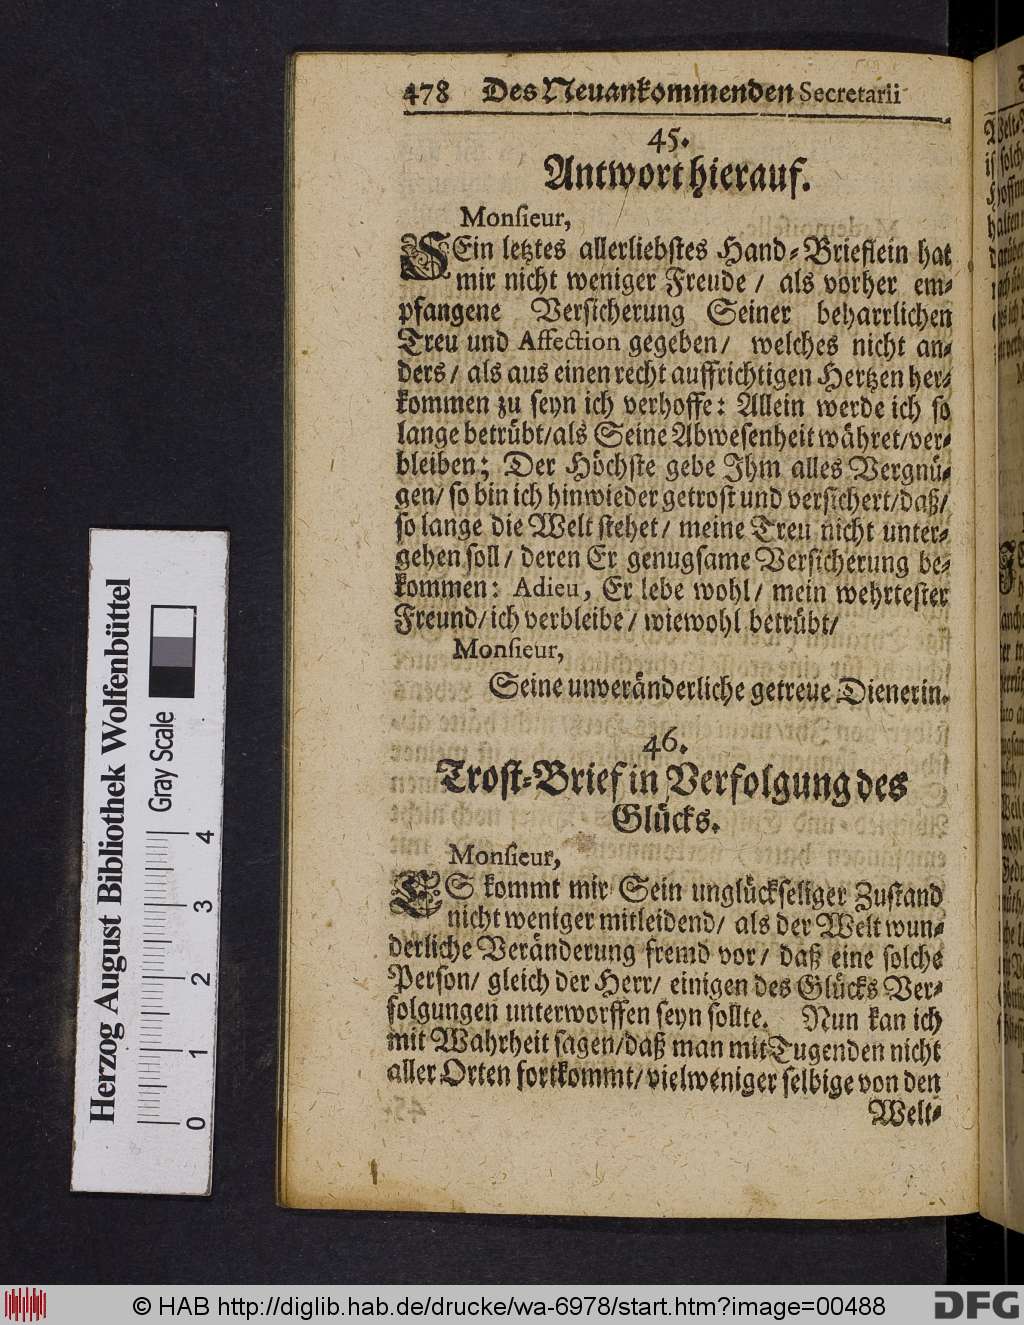 478 Des Neuankommenden Secretarii
45.
Antwort hierauf.
Monsieur,
SEin letztes allerliebstes Hand-Brieflein hat
mir nicht weniger Freude / als vorher em-
pfangene Versicherung Seiner beharrlichen
Treu und Affection gegeben / welches nicht an-
ders / als aus einen recht auffrichtigen Hertzen her-
kommen zu seyn ich verhoffe: Allein werde ich so
lange betrübt / als Seine Abwesenheit währet / ver-
bleiben; Der Höchste gebe Ihm alles Vergnü-
gen / so bin ich hinwieder getrost und versichert / daß /
so lange die Welt stehet / meine Treu nicht unter-
gehen soll / deren Er genugsame Versicherung be-
kommen: Adieu, Er lebe wohl / mein wehrtester
Freund / ich verbleibe / wiewohl betrübt /
Monsieur,
Seine unveränderliche getreue Dienerin.
46.
Trost-Brief in Verfolgung des
Glücks.
Monsieur,
ES kommt mir Sein unglückseliger Zustand
nicht weniger mitleidend / als der Welt wun-
derliche Veränderung fremd vor / daß eine solche
Person / gleich der Herr / einigen des Glücks Ver-
folgungen unterworffen seyn sollte. Nun kan ich
mit Wahrheit sagen / daß man mit Tugenden nicht
aller Orten fortkommt / vielweniger selbige von den
Welt-
Herzog August Bibliothek Wolfenbüttel
Gray Scale
0 1 2 3 4
© HAB http://diglib.hab.de/drucke/wa-6978/start.htm?image=00488
DFG